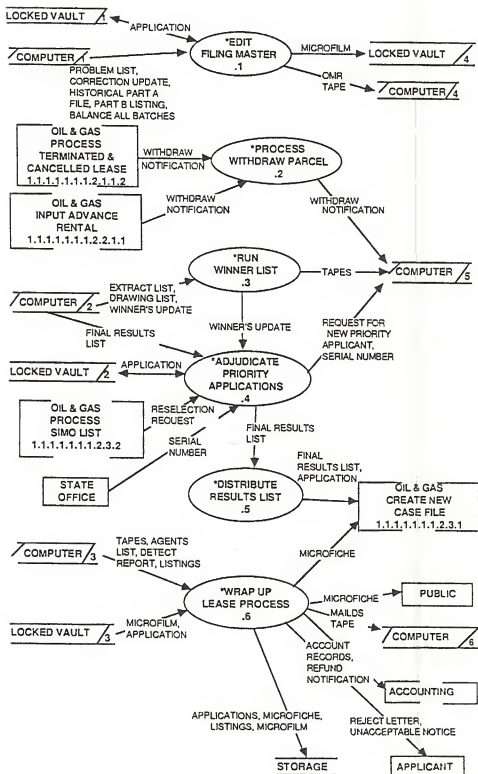 LOCKED VAULT 1
APPLICATION
*EDIT
FILING MASTER
.1
MICROFILM
LOCKED VAULT 4
COMPUTER 1
OMR
TAPE
COMPUTER 4
PROBLEM LIST,
CORRECTION UPDATE,
HISTORICAL PART A
FILE, PART B LISTING,
BALANCE ALL BATCHES
OIL & GAS
PROCESS
TERMINATED &
CANCELLED LEASE
1.1.1.1.1.1.1.2.1.1.2
WITHDRAW
NOTIFICATION
*PROCESS
WITHDRAW PARCEL
.2
OIL & GAS
INPUT ADVANCE
RENTAL
1.1.1.1.1.1.1.2.2.1.1
WITHDRAW
NOTIFICATION
WITHDRAW
NOTIFICATION
*RUN
WINNER LIST
.3
TAPES
COMPUTER 5
COMPUTER 2
EXTRACT LIST,
DRAWING LIST,
WINNER'S UPDATE
FINAL RESULTS
LIST
WINNER'S UPDATE
REQUEST FOR
NEW PRIORITY
APPLICANT,
SERIAL NUMBER
LOCKED VAULT 2
APPLICATION
*ADJUDICATE
PRIORITY
APPLICATIONS
.4
OIL & GAS
PROCESS
SIMO LIST
1.1.1.1.1.1.1.2.3.2
RESELECTION
REQUEST
SERIAL
NUMBER
STATE
OFFICE
FINAL RESULTS
LIST
*DISTRIBUTE
RESULTS LIST
.5
FINAL
RESULTS LIST,
APPLICATION
OIL & GAS
CREATE NEW
CASE FILE
1.1.1.1.1.1.1.2.3.1
COMPUTER 3
TAPES, AGENTS
LIST, DETECT
REPORT, LISTINGS
MICROFICHE
*WRAP UP
LEASE PROCESS
.6
MICROFICHE
PUBLIC
MAILDS
TAPE
COMPUTER 6
LOCKED VAULT 3
MICROFILM,
APPLICATION
ACCOUNT
RECORDS,
REFUND
NOTIFICATION
ACCOUNTING
APPLICATIONS, MICROFICHE,
LISTINGS, MICROFILM
REJECT LETTER,
UNACCEPTABLE NOTICE
STORAGE
APPLICANT